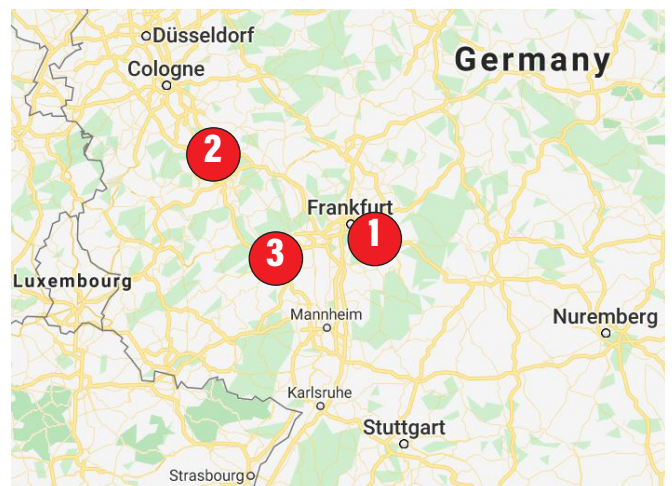 Düsseldorf
Germany
Cologne
2
Frankfurt
1
3
Luxembourg
Mannheim
Nuremberg
Karlsruhe
Stuttgart
Strasbourg